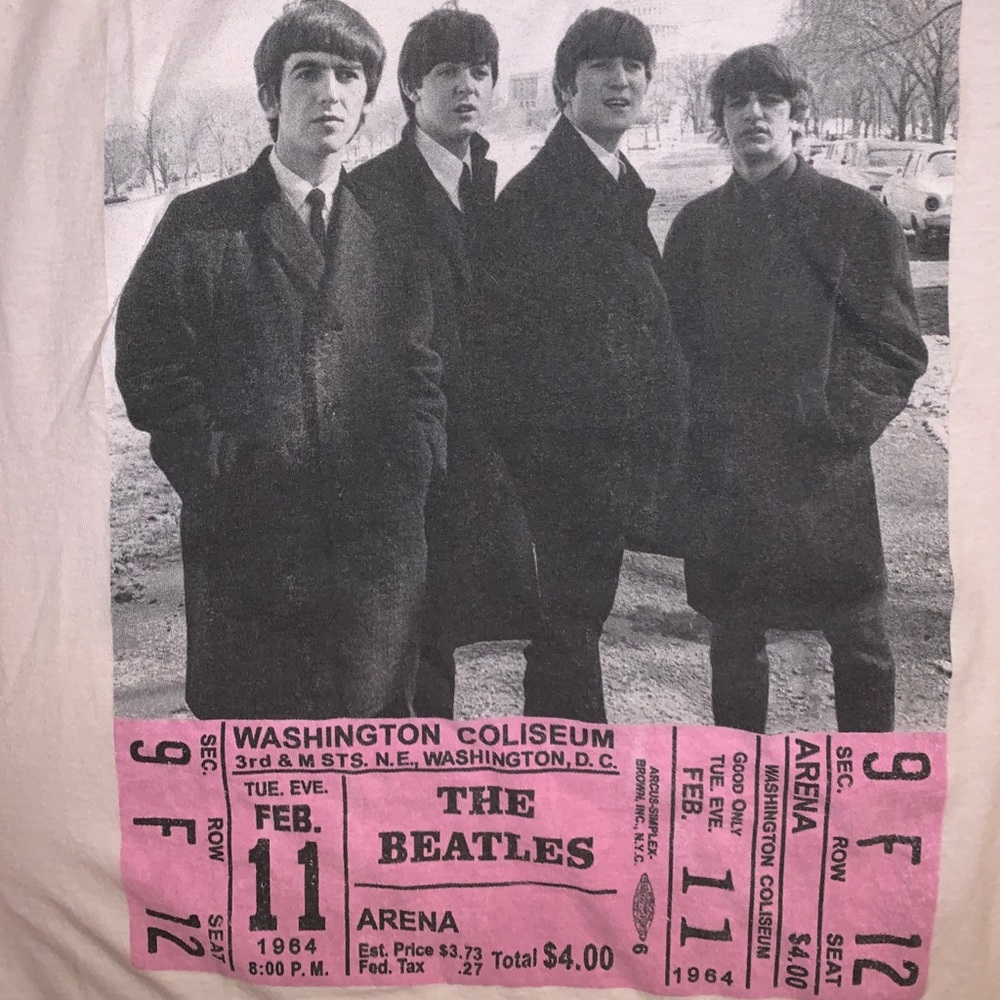 SEC. ROW SEAT
9 F 12
WASHINGTON COLISEUM
3rd & M STS. N.E., WASHINGTON, D. C.
TUE. EVE.
FEB.
11
1964
8:00 P. M.
THE
BEATLES
ARENA
Est. Price $3.73
Fed. Tax .27
Total $4.00
ARCUS-SIMPLEX-
BROWN, INC., N.Y.C.
6
GOOD ONLY
TUE. EVE.
FEB.
11
1964
WASHINGTON COLISEUM
ARENA $4.00
SEC. ROW SEAT
9 F 12